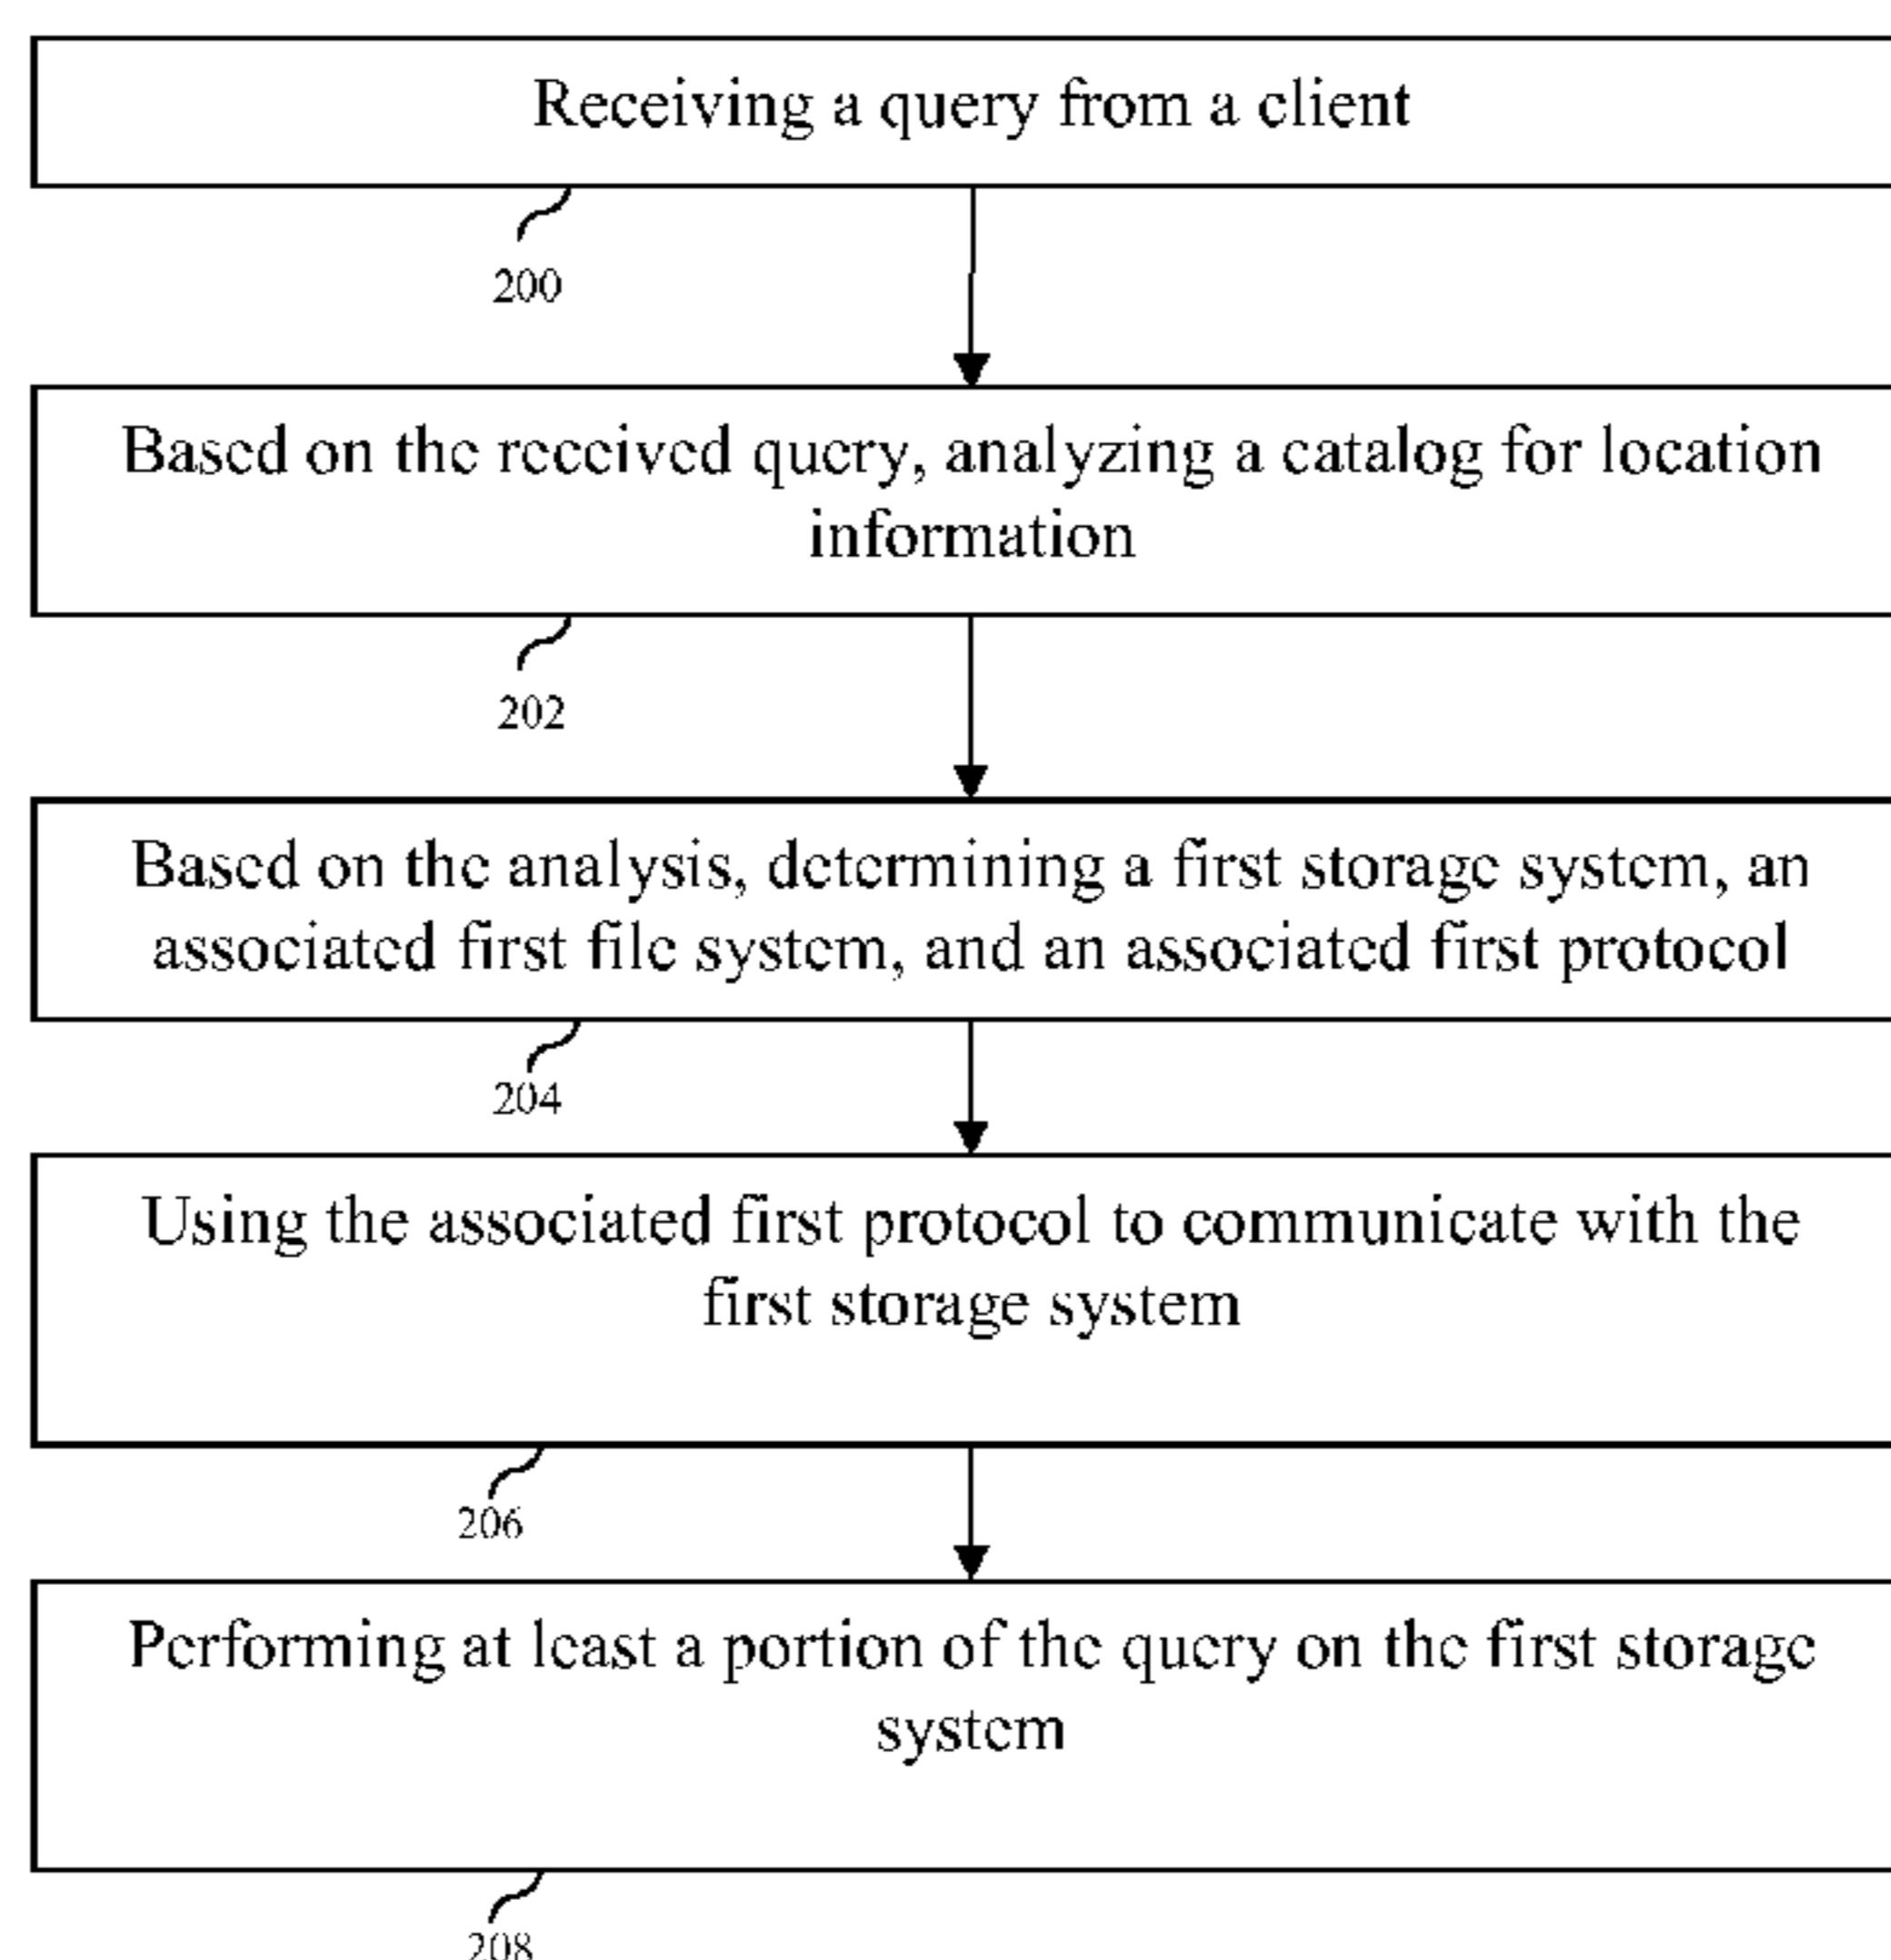 Receiving a query from a client
200
Based on the received query, analyzing a catalog for location
information
202
Based on the analysis, determining a first storage system, an
associated first file system, and an associated first protocol
204
Using the associated first protocol to communicate with the
first storage system
206
Performing at least a portion of the query on the first storage
system
208